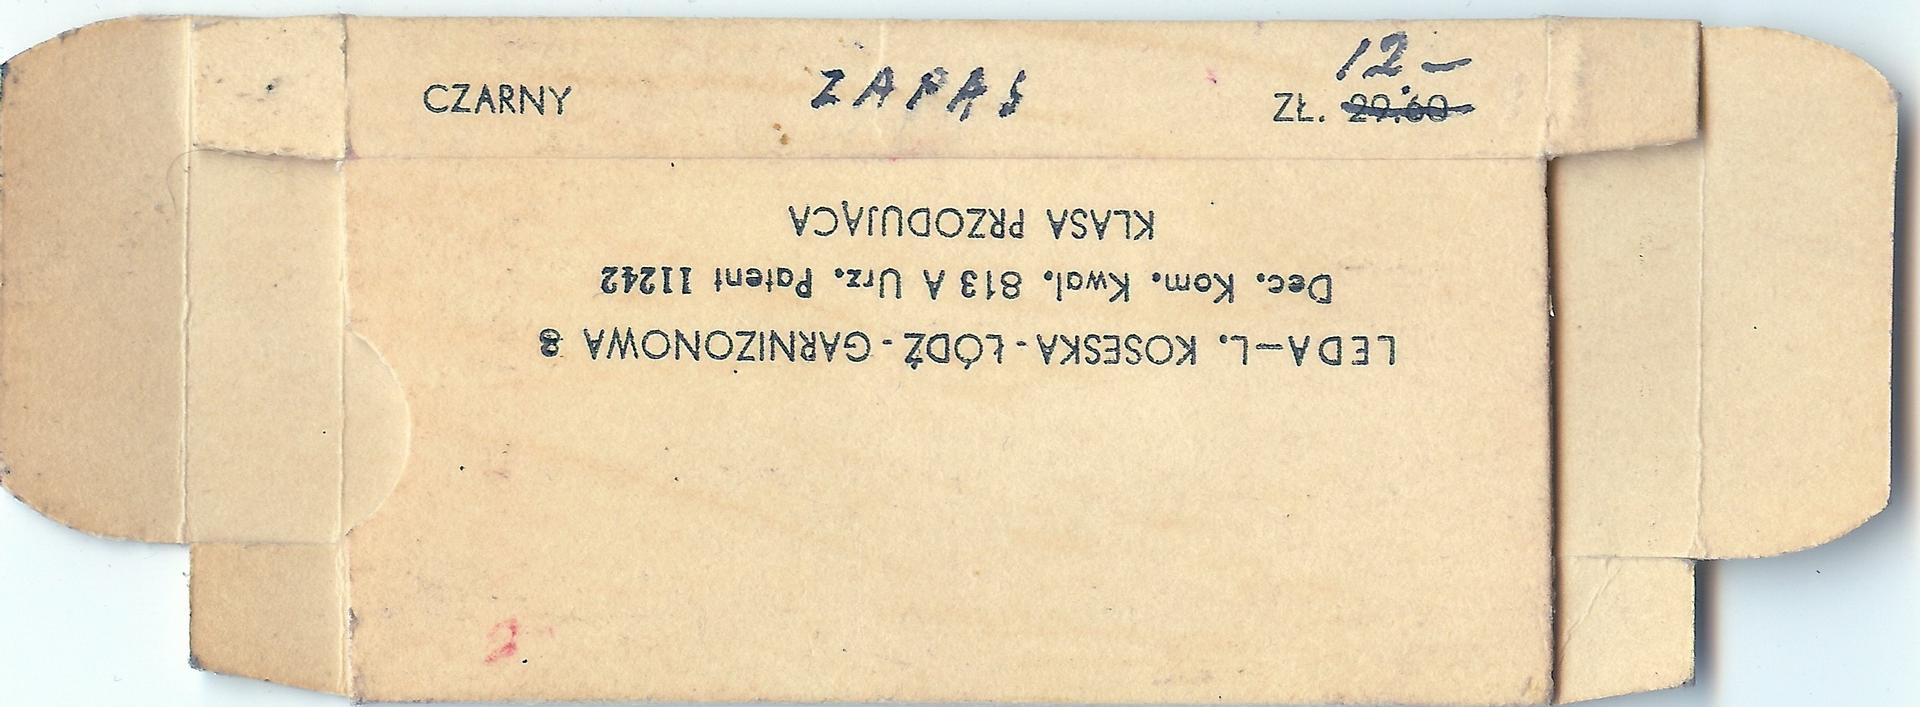 CZARNY ZAPAS ZŁ. 29.60 12.-
KLASA PRZODUJĄCA
Dec. Kom. Kwal. 813 A Urz. Patent 11242
LEDA—L. KOSESKA - ŁÓDŹ - GARNIZONOWA 8
2